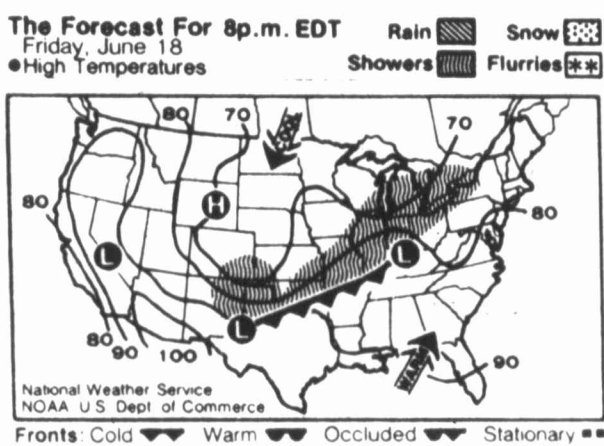 The Forecast For 8p.m. EDT
Friday, June 18
●High Temperatures
Rain Snow
Showers Flurries
80 70
COLD
70
H
80
80
L
L
L
80 90 100
WARM
90
National Weather Service
NOAA U S Dept of Commerce
Fronts: Cold Warm Occluded Stationary